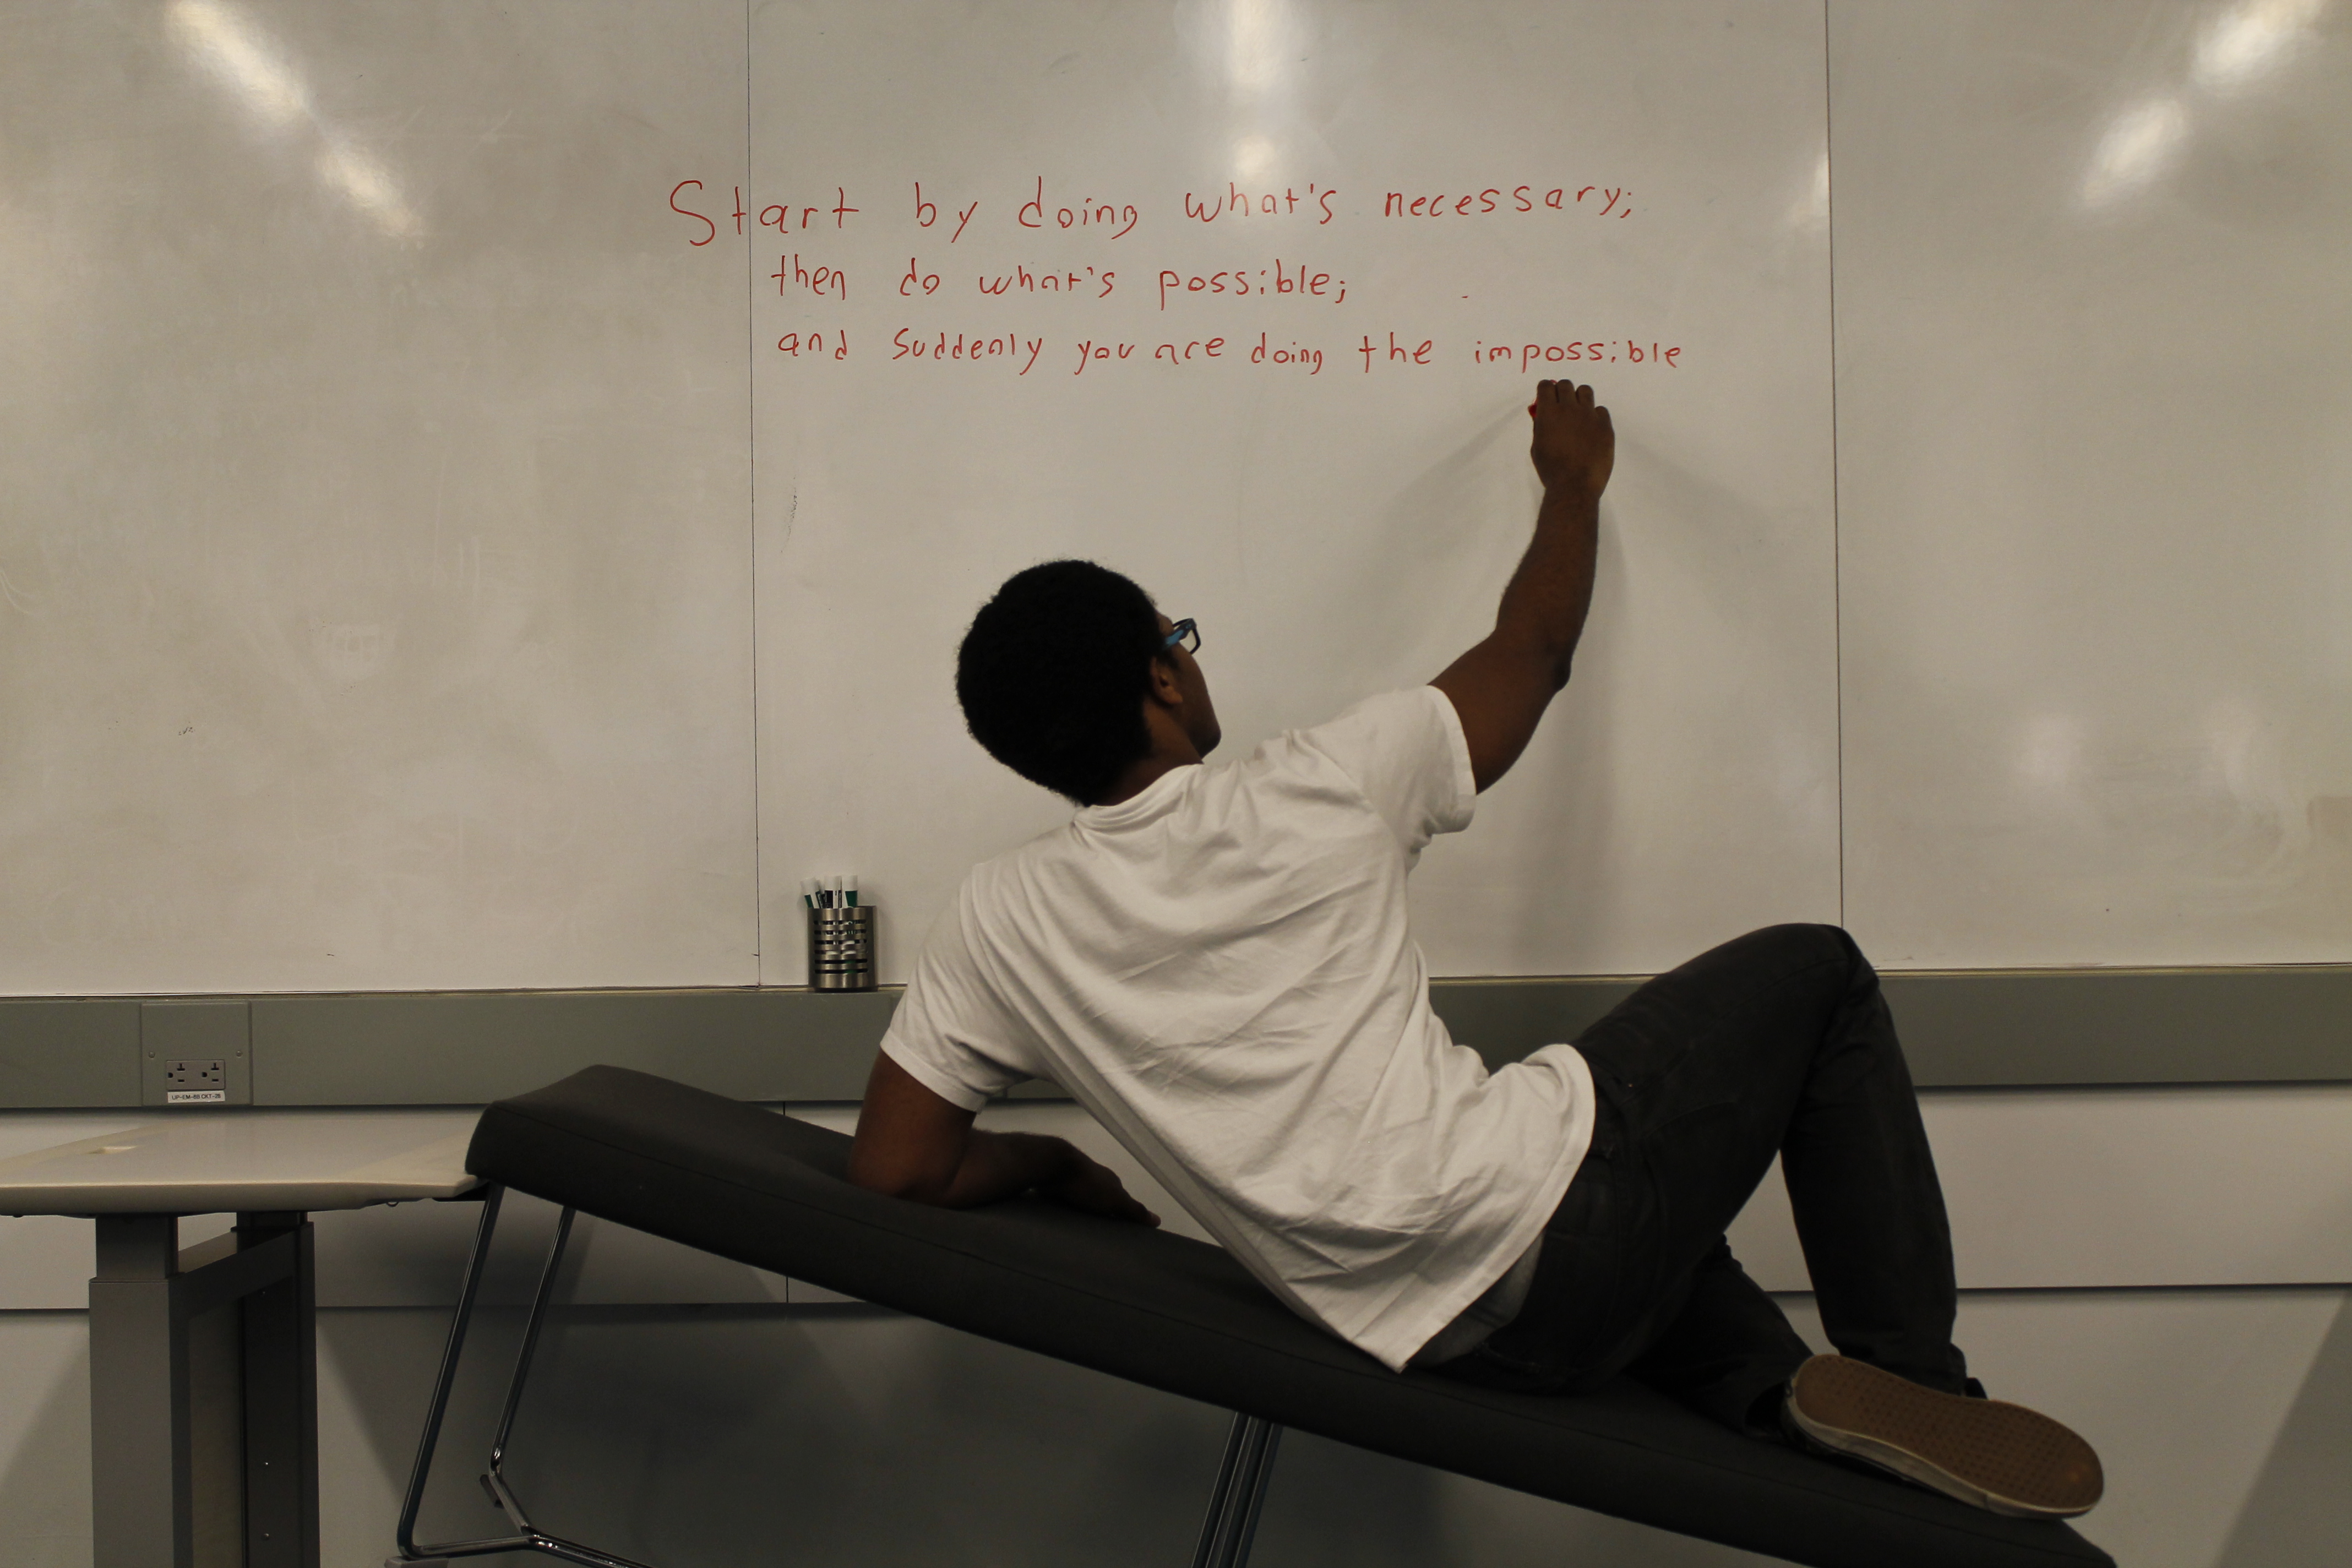 Start by doing what's necessary;
then do what's possible;
and suddenly you are doing the impossible